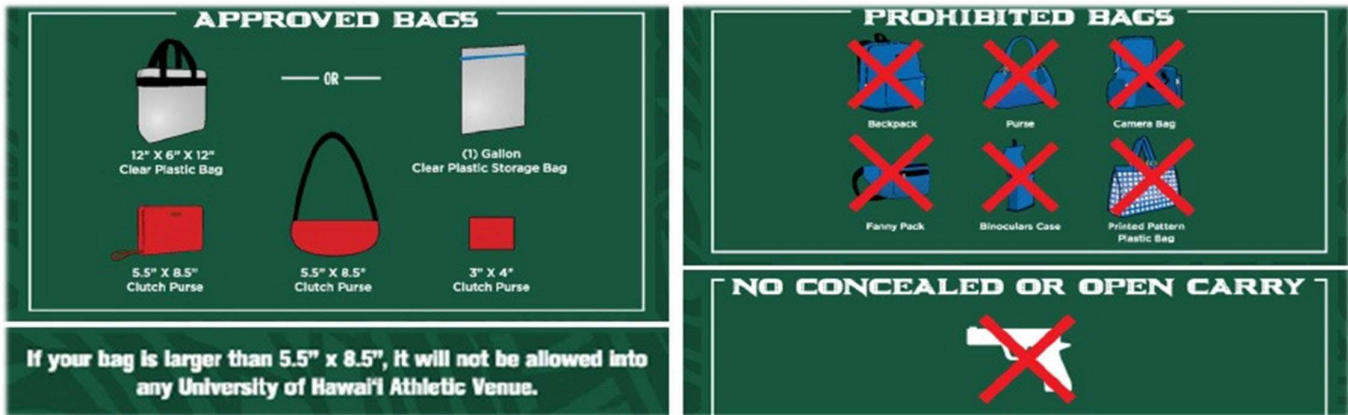 APPROVED BAGS
OR
12" X 6" X 12"
Clear Plastic Bag
(1) Gallon
Clear Plastic Storage Bag
5.5" X 8.5"
Clutch Purse
5.5" X 8.5"
Clutch Purse
3" X 4"
Clutch Purse
If your bag is larger than 5.5" x 8.5", it will not be allowed into
any University of Hawai‘i Athletic Venue.
PROHIBITED BAGS
Backpack
Purse
Camera Bag
Fanny Pack
Binoculars Case
Printed Pattern
Plastic Bag
NO CONCEALED OR OPEN CARRY